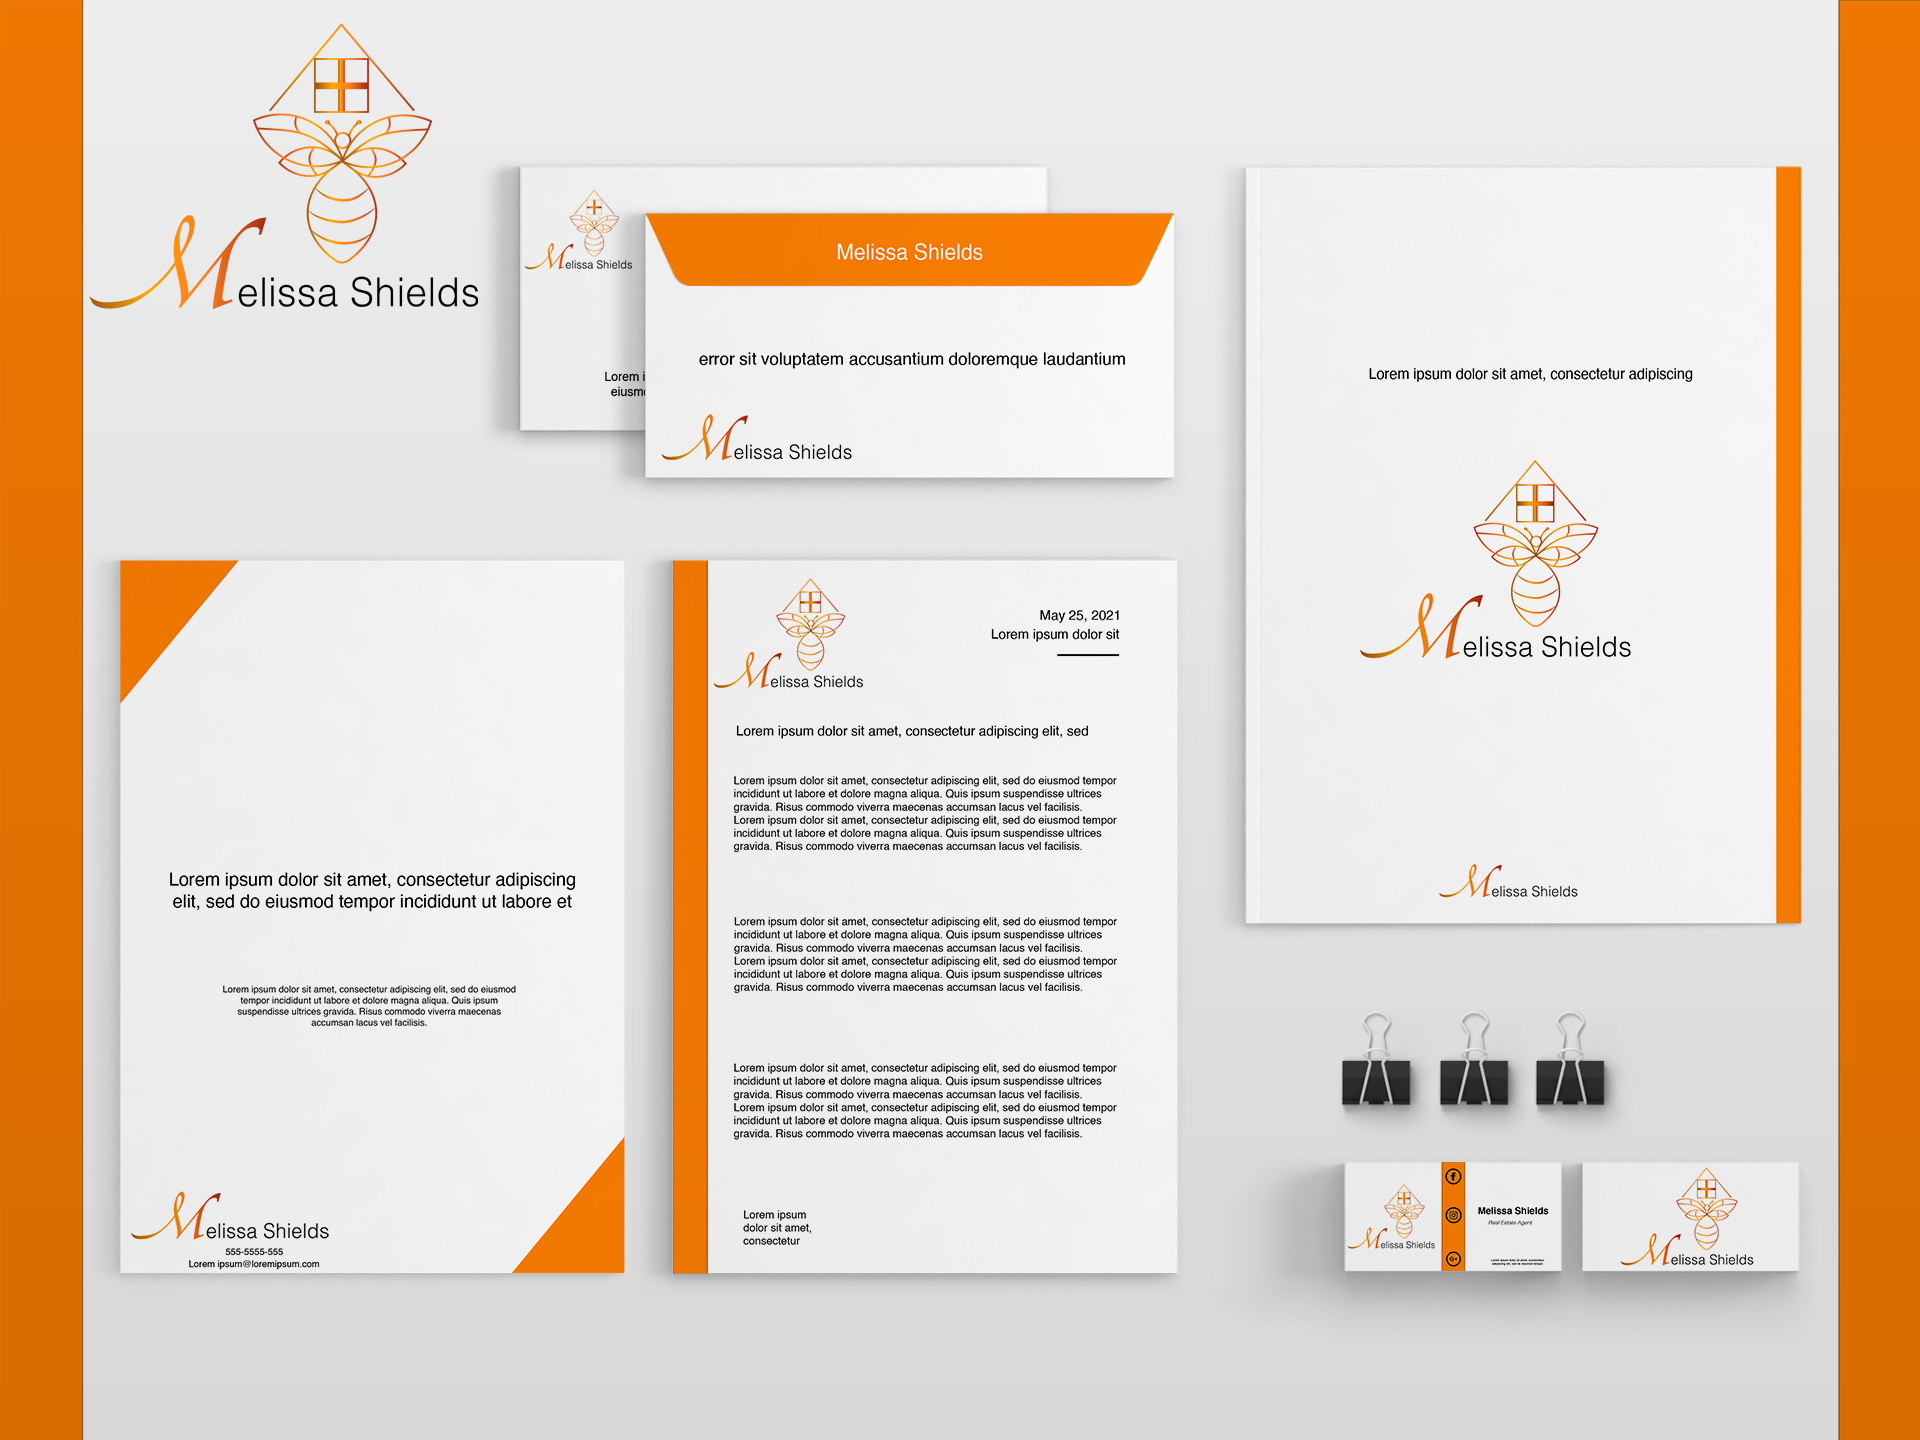 Melissa Shields
Melissa Shields
Lorem i
eiusm
Melissa Shields
error sit voluptatem accusantium doloremque laudantium
Melissa Shields
Lorem ipsum dolor sit amet, consectetur adipiscing
Melissa Shields
Melissa Shields
Lorem ipsum dolor sit amet, consectetur adipiscing
elit, sed do eiusmod tempor incididunt ut labore et
Lorem ipsum dolor sit amet, consectetur adipiscing elit, sed do eiusmod
tempor incididunt ut labore et dolore magna aliqua. Quis ipsum
suspendisse ultrices gravida. Risus commodo viverra maecenas
accumsan lacus vel facilisis.
Melissa Shields
555-5555-555
Lorem ipsum@loremipsum.com
Melissa Shields
May 25, 2021
Lorem ipsum dolor sit
Lorem ipsum dolor sit amet, consectetur adipiscing elit, sed
Lorem ipsum dolor sit amet, consectetur adipiscing elit, sed do eiusmod tempor
incididunt ut labore et dolore magna aliqua. Quis ipsum suspendisse ultrices
gravida. Risus commodo viverra maecenas accumsan lacus vel facilisis.
Lorem ipsum dolor sit amet, consectetur adipiscing elit, sed do eiusmod tempor
incididunt ut labore et dolore magna aliqua. Quis ipsum suspendisse ultrices
gravida. Risus commodo viverra maecenas accumsan lacus vel facilisis.
Lorem ipsum dolor sit amet, consectetur adipiscing elit, sed do eiusmod tempor
incididunt ut labore et dolore magna aliqua. Quis ipsum suspendisse ultrices
gravida. Risus commodo viverra maecenas accumsan lacus vel facilisis.
Lorem ipsum dolor sit amet, consectetur adipiscing elit, sed do eiusmod tempor
incididunt ut labore et dolore magna aliqua. Quis ipsum suspendisse ultrices
gravida. Risus commodo viverra maecenas accumsan lacus vel facilisis.
Lorem ipsum dolor sit amet, consectetur adipiscing elit, sed do eiusmod tempor
incididunt ut labore et dolore magna aliqua. Quis ipsum suspendisse ultrices
gravida. Risus commodo viverra maecenas accumsan lacus vel facilisis.
Lorem ipsum dolor sit amet, consectetur adipiscing elit, sed do eiusmod tempor
incididunt ut labore et dolore magna aliqua. Quis ipsum suspendisse ultrices
gravida. Risus commodo viverra maecenas accumsan lacus vel facilisis.
Lorem ipsum
dolor sit amet,
consectetur
Melissa Shields
f
G+
Melissa Shields
Real Estate Agent
Lorem ipsum dolor sit amet, consectetur
adipiscing elit, sed do eiusmod tempor
Melissa Shields